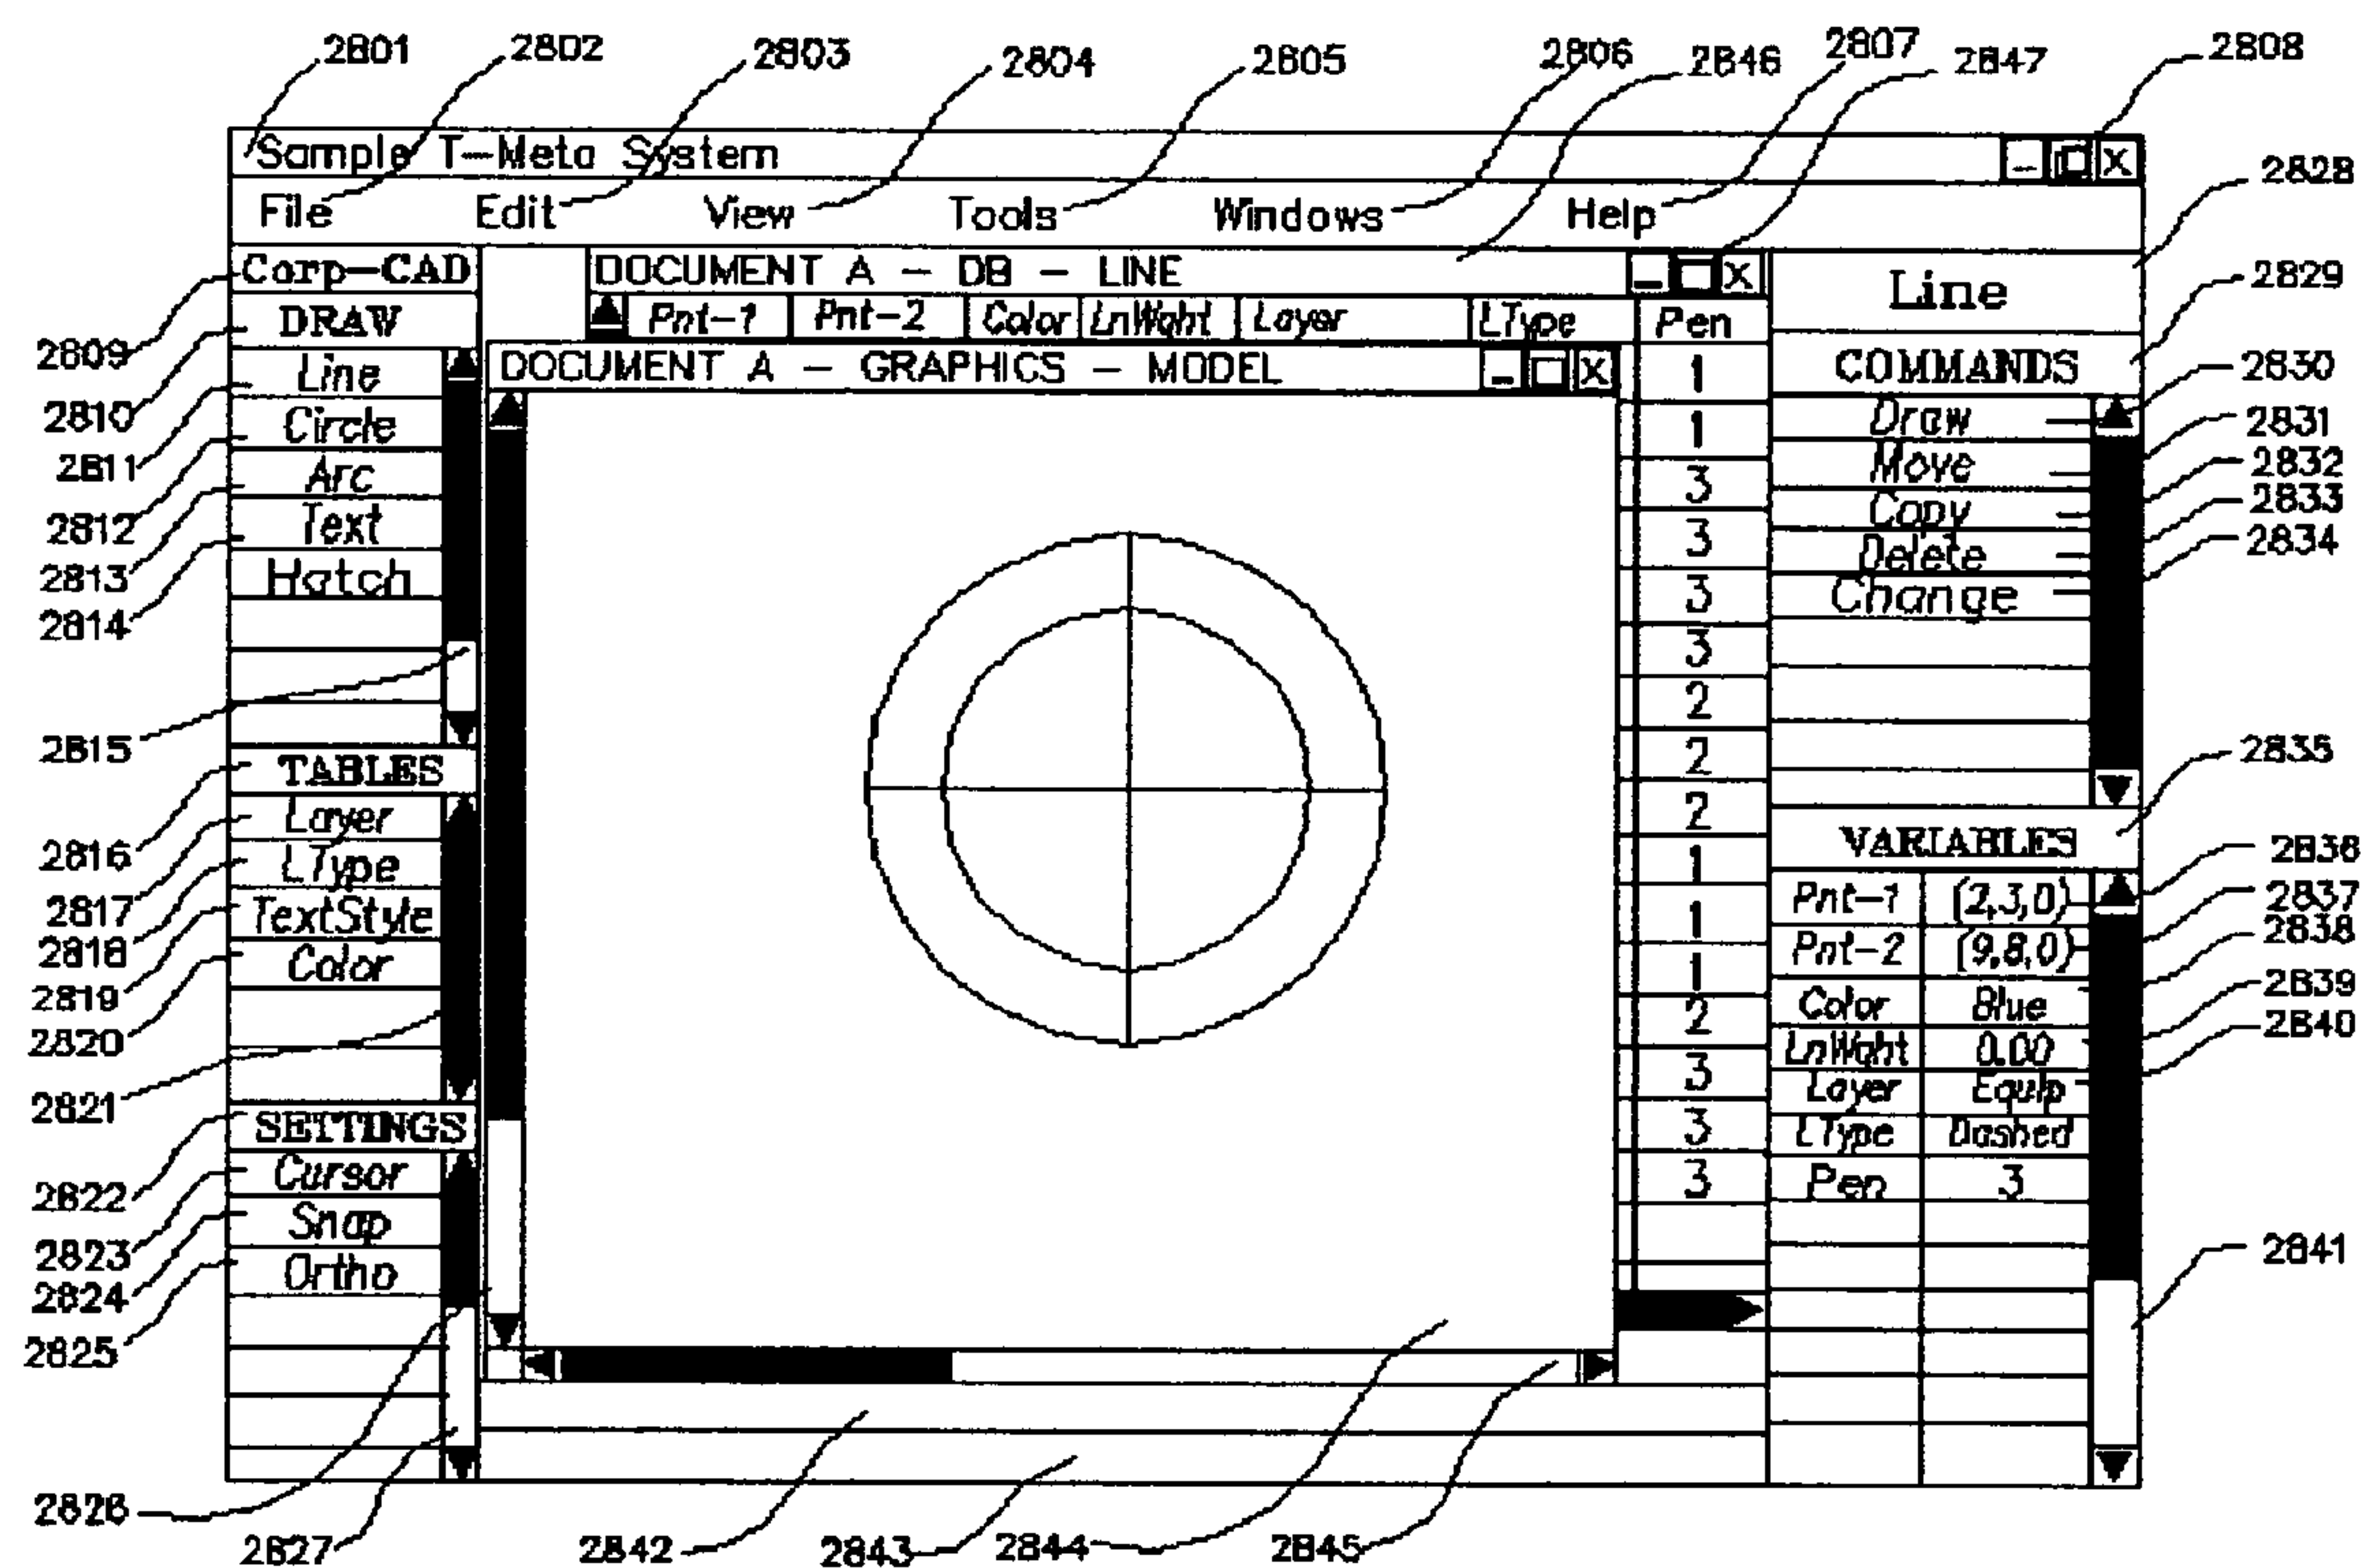 2801 2802 2803 2804 2805 2806 2846 2807 2847 2808
Sample T-Meta System
File Edit View Tools Windows Help
2828
Corp-CAD
DRAW
Line
Circle
Arc
Text
Hatch
TABLES
Layer
LType
TextStyle
Color
SETTINGS
Cursor
Snap
Ortho
2809
2810
2811
2812
2813
2814
2815
2816
2817
2818
2819
2820
2821
2822
2823
2824
2825
2826
2827
DOCUMENT A - DB - LINE
Pnt-1 Pnt-2 Color LnWght Layer LType Pen
DOCUMENT A - GRAPHICS - MODEL
1
1
3
3
3
3
2
2
2
1
1
1
2
3
3
3
Line
COMMANDS
Draw
Move
Copy
Delete
Change
VARIABLES
Pnt-1 (2,3,0)
Pnt-2 (9,8,0)
Color Blue
LnWght 0.00
Layer Equip
LType Dashed
Pen 3
2829
2830
2831
2832
2833
2834
2835
2836
2837
2838
2839
2840
2841
2842 2843 2844 2845